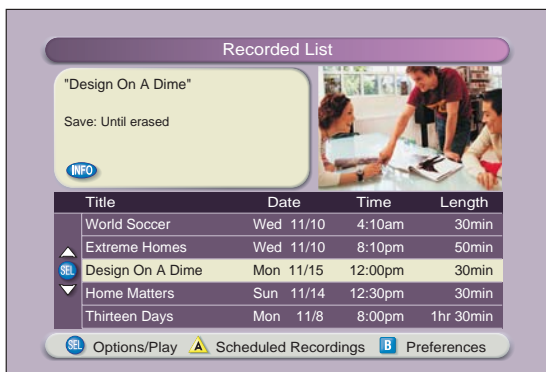 Recorded List
"Design On A Dime"
Save: Until erased
INFO
Title Date Time Length
World Soccer Wed 11/10 4:10am 30min
Extreme Homes Wed 11/10 8:10pm 50min
SEL Design On A Dime Mon 11/15 12:00pm 30min
Home Matters Sun 11/14 12:30pm 30min
Thirteen Days Mon 11/8 8:00pm 1hr 30min
SEL Options/Play A Scheduled Recordings B Preferences